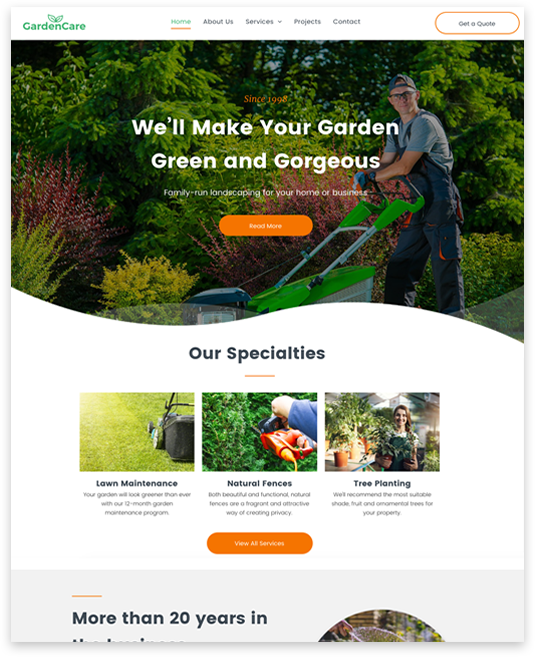 GardenCare
Home About Us Services Projects Contact
Get a Quote
Since 1998
We'll Make Your Garden
Green and Gorgeous
Family-run landscaping for your home or business
Read More
Our Specialties
Lawn Maintenance
Your garden will look greener than ever
with our 12-month garden
maintenance program.
Natural Fences
Both beautiful and functional, natural
fences are a fragrant and attractive
way of creating privacy.
Tree Planting
We'll recommend the most suitable
shade, fruit and ornamental trees for
your property.
View All Services
More than 20 years in
the business